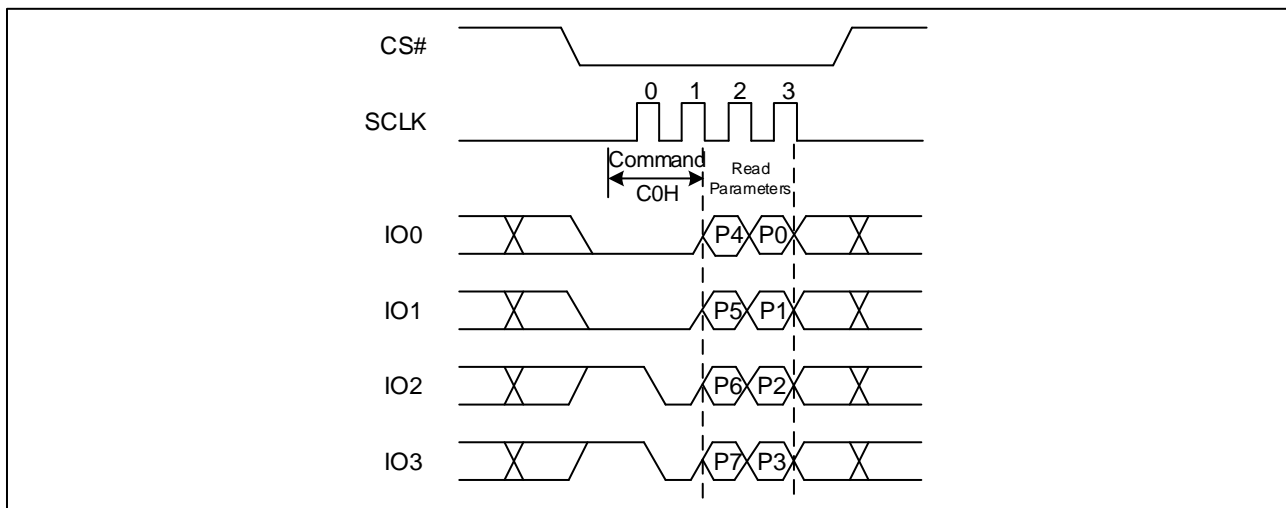 CS#
0 1 2 3
SCLK
Command
Read
Parameters
C0H
IO0 P4 P0
IO1 P5 P1
IO2 P6 P2
IO3 P7 P3